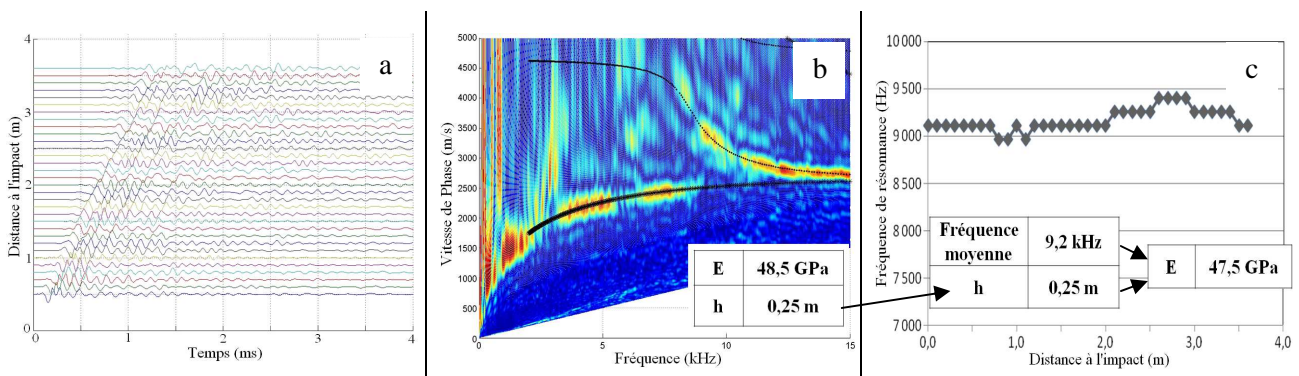 a
Distance à l'impact (m)
4
3
2
1
0
0 1 2 3 4
Temps (ms)
b
Vitesse de Phase (m/s)
5000
4500
4000
3500
3000
2500
2000
1500
1000
500
0
0 5 10 15
Fréquence (kHz)
E 48,5 GPa
h 0,25 m
c
Fréquence de résonnance (Hz)
10 000
9 500
9 000
8 500
8 000
7 500
7 000
0,0 1,0 2,0 3,0 4,0
Distance à l'impact (m)
Fréquence
moyenne
9,2 kHz
h 0,25 m
E 47,5 GPa